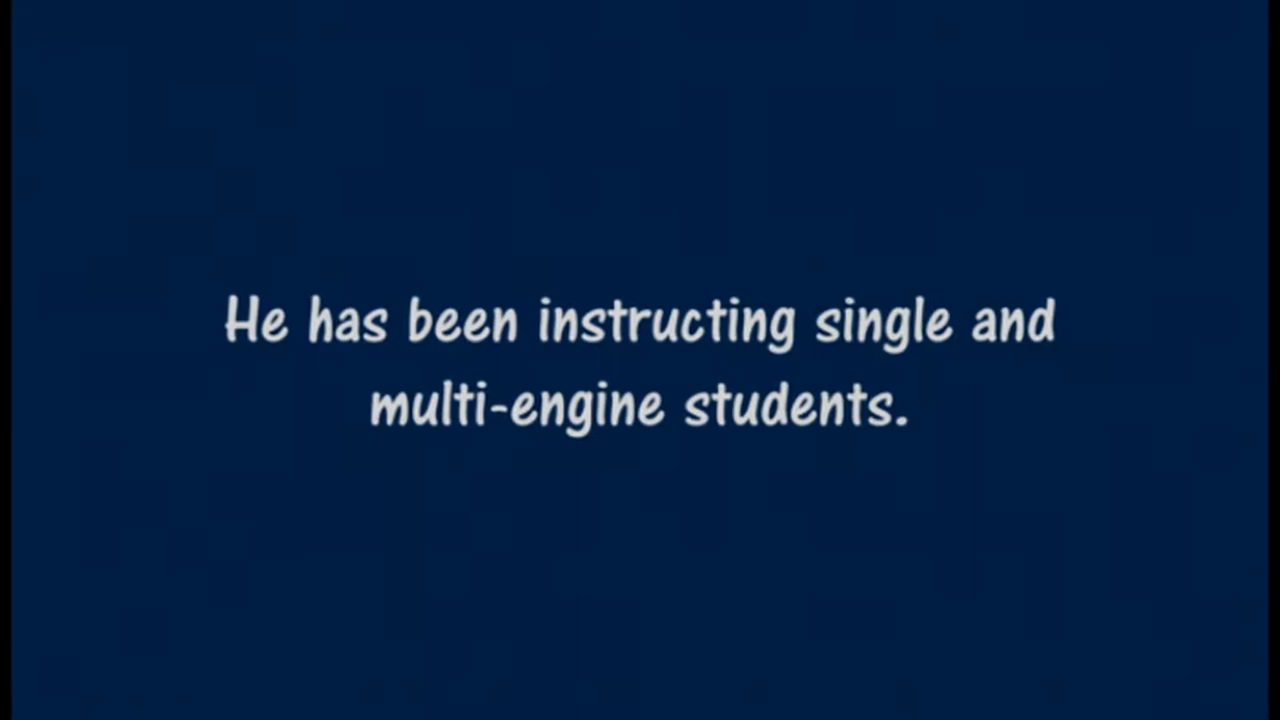 He has been instructing single and
multi-engine students.